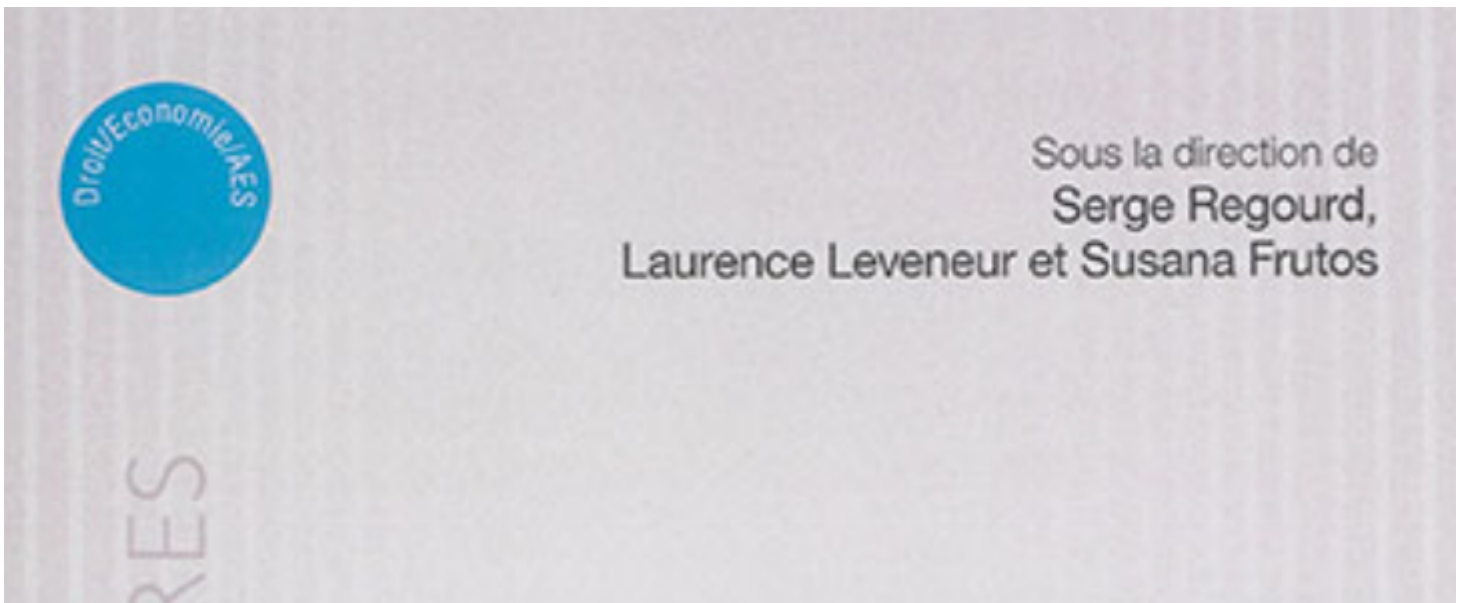 Droit/Economie/AES
Sous la direction de
Serge Regourd,
Laurence Leveneur et Susana Frutos
RES